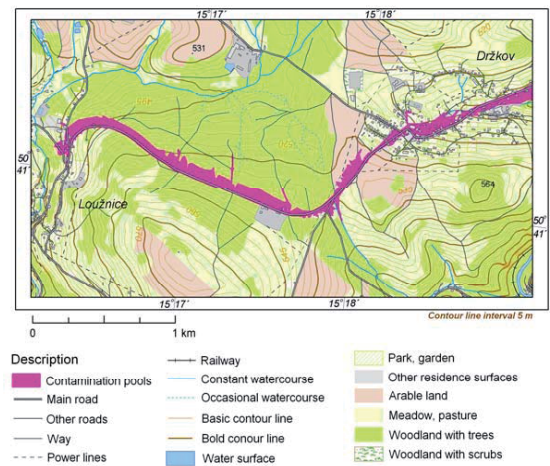 15°17' 15°18'
531
Držkov
495
520
50
41
Loužnice
564
50
41
15°17' 15°18'
Contour line interval 5 m
0 1 km
Description
Contamination pools
Main road
Other roads
Way
Power lines
Railway
Constant watercourse
Occasional watercourse
Basic contour line
Bold conour line
Water surface
Park, garden
Other residence surfaces
Arable land
Meadow, pasture
Woodland with trees
Woodland with scrubs